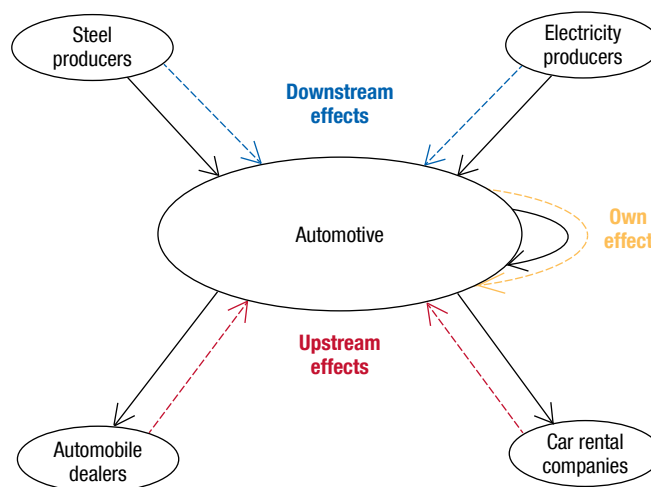 Steel
producers
Electricity
producers
Downstream
effects
Automotive
Own
effect
Upstream
effects
Automobile
dealers
Car rental
companies